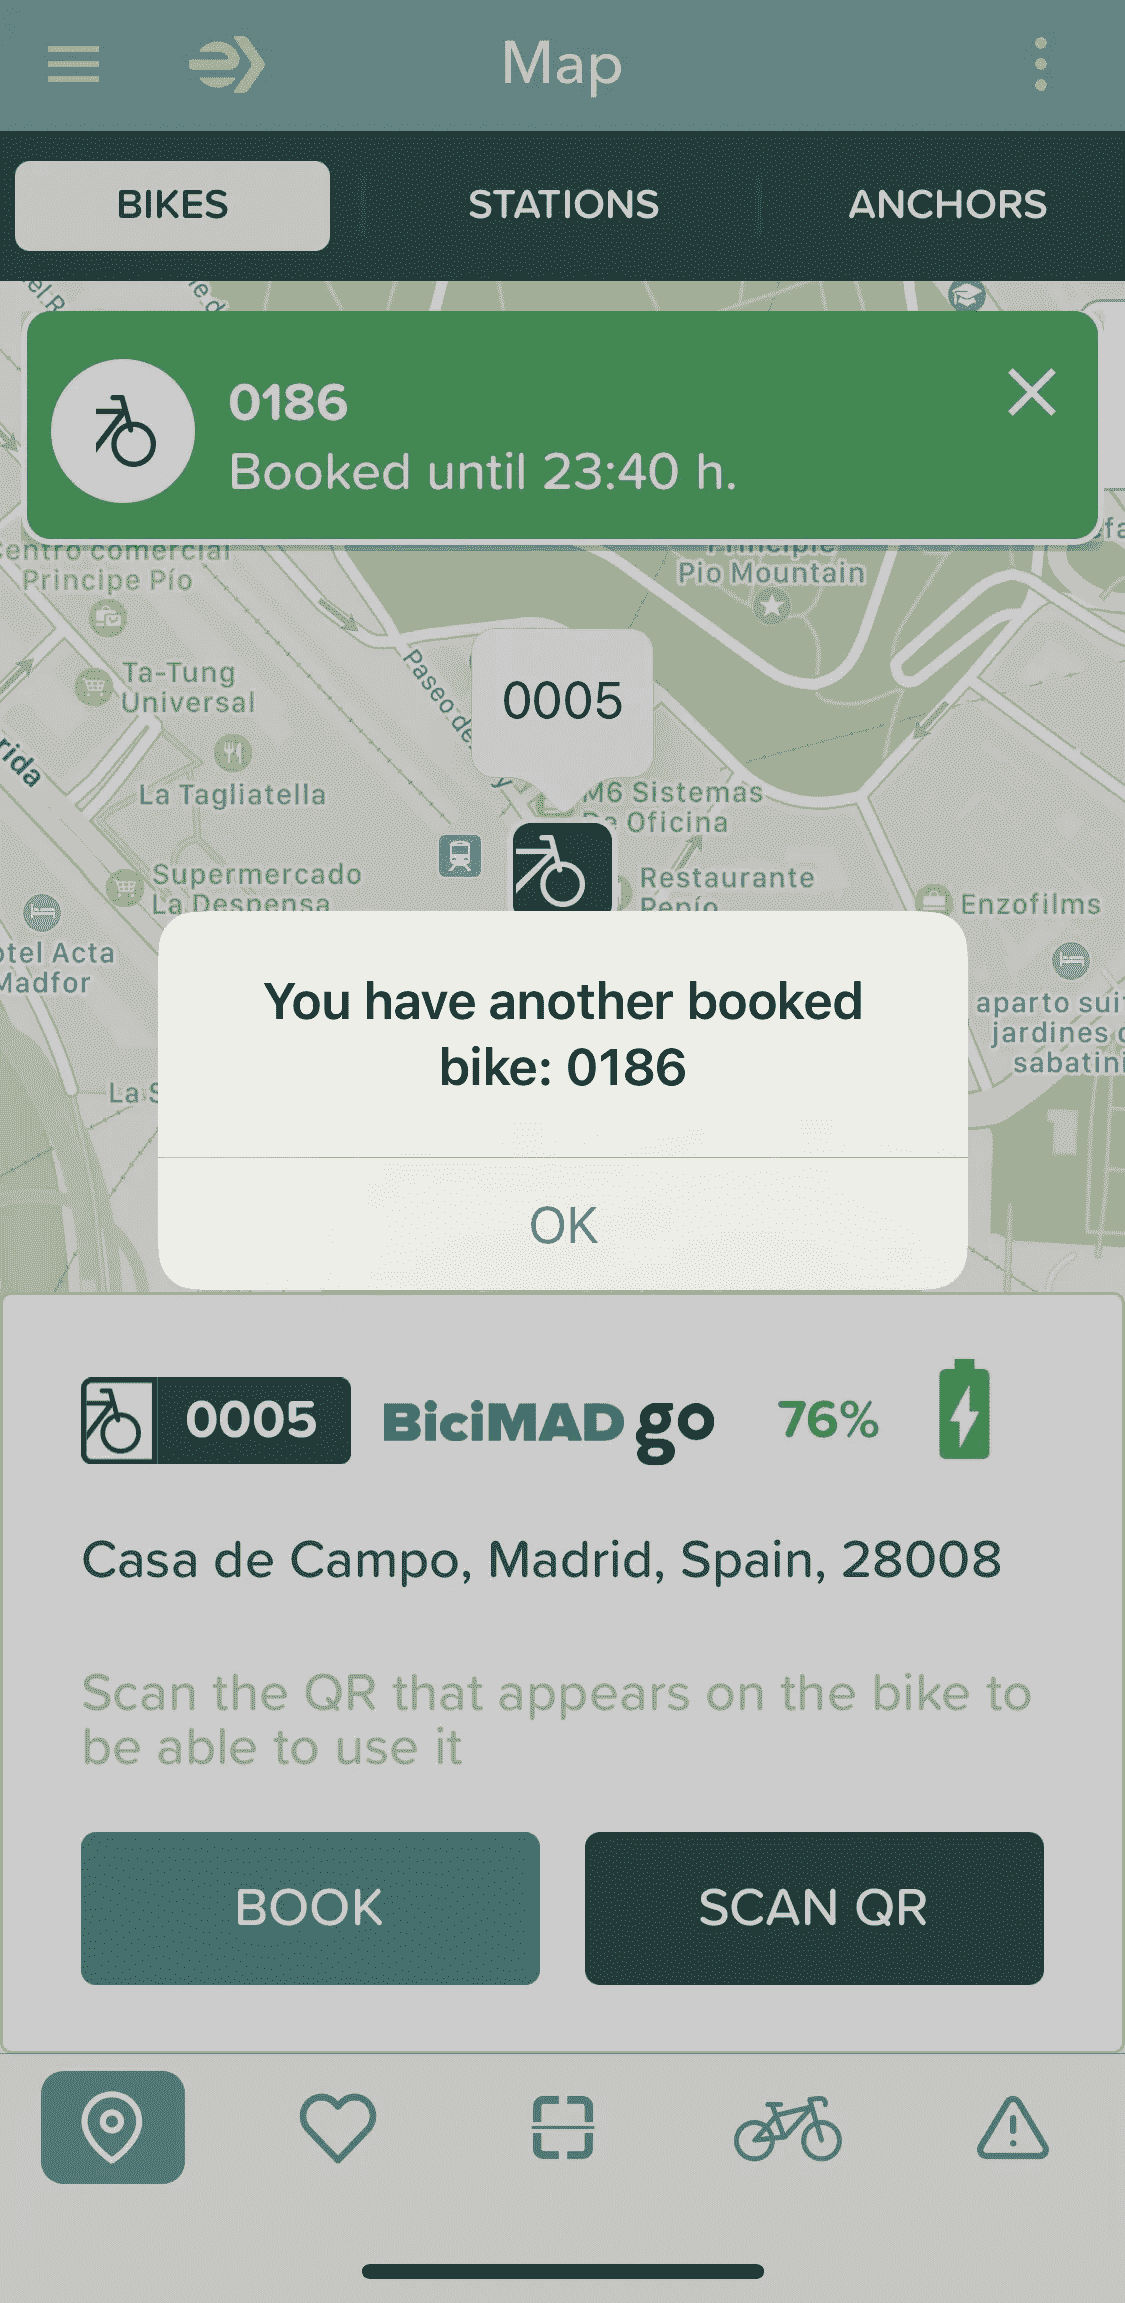 Map
BIKES
STATIONS
ANCHORS
0186
Booked until 23:40 h.
Principe Pío
Pio Mountain
Ta-Tung
Universal
Paseo de
0005
La Tagliatella
M6 Sistemas
De Oficina
Supermercado
La Despensa
Restaurante
Pepío
Enzofilms
otel Acta
Madfor
aparto sui
jardines
sabatini
rida
La S
You have another booked
bike: 0186
OK
0005 BiciMAD go 76%
Casa de Campo, Madrid, Spain, 28008
Scan the QR that appears on the bike to
be able to use it
BOOK
SCAN QR